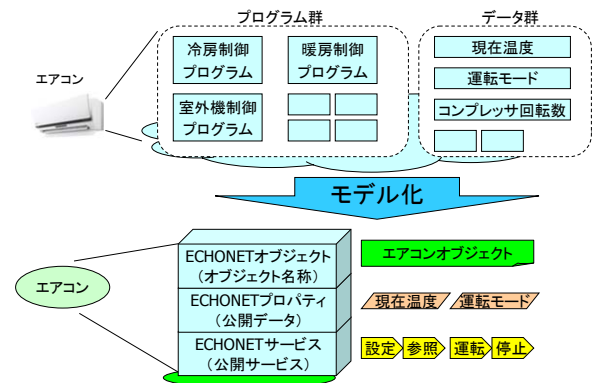 プログラム群
データ群
冷房制御
プログラム
暖房制御
プログラム
現在温度
エアコン
運転モード
室外機制御
プログラム
コンプレッサ回転数
モデル化
ECHONETオブジェクト
(オブジェクト名称)
エアコンオブジェクト
エアコン
ECHONETプロパティ
(公開データ)
現在温度
運転モード
ECHONETサービス
(公開サービス)
設定
参照
運転
停止